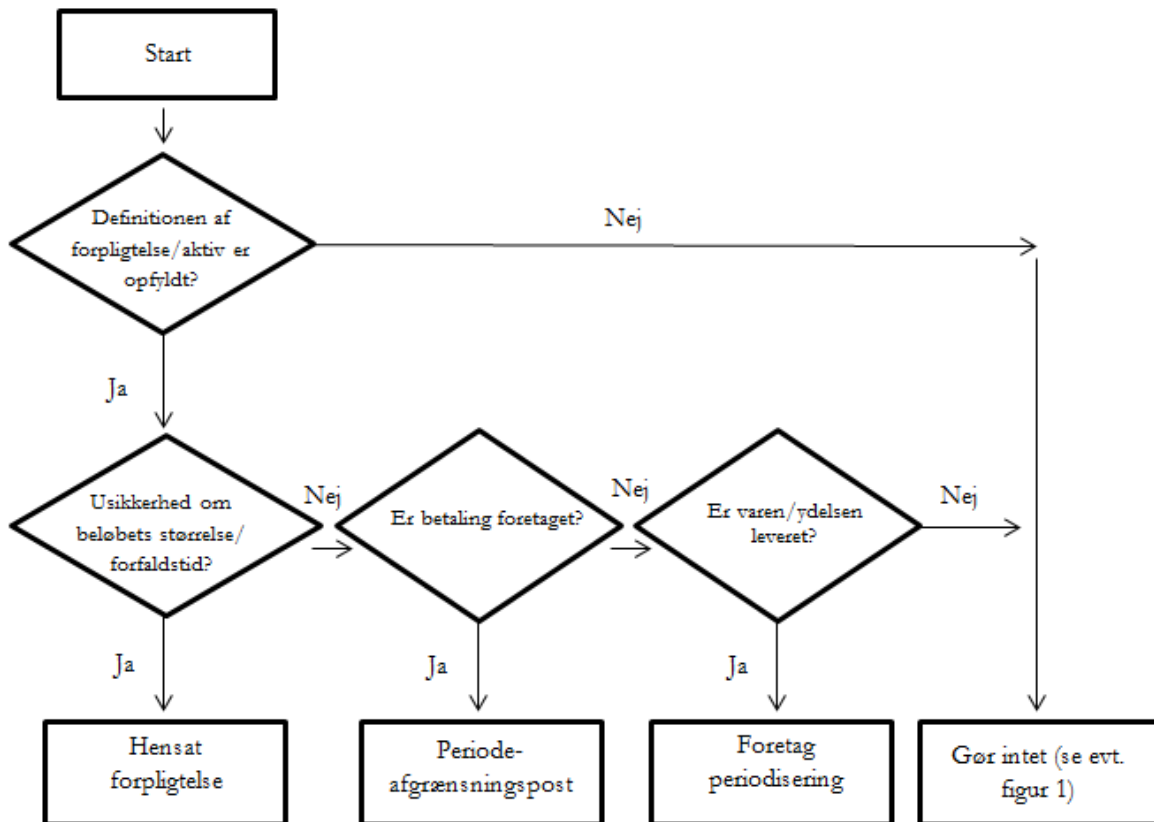 Start
Definitionen af
forpligtelse/aktiv er
opfyldt?
Nej
Ja
Usikkerhed om
beløbets størrelse/
forfaldstid?
Nej
Er betaling foretaget?
Nej
Er varen/ydelsen
leveret?
Nej
Ja
Ja
Ja
Hensat
forpligtelse
Periode-
afgrænsningspost
Foretag
periodisering
Gør intet (se evt.
figur 1)